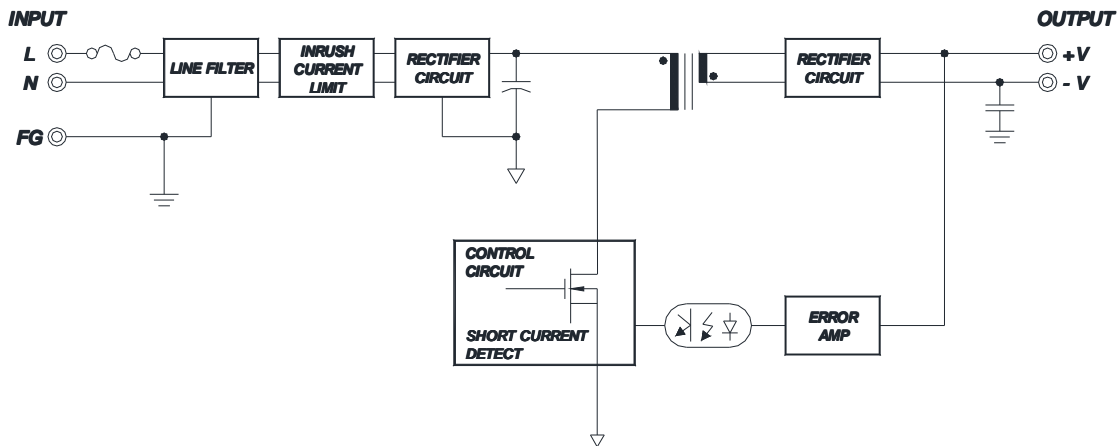 INPUT
OUTPUT
L
N
FG
LINE FILTER
INRUSH
CURRENT
LIMIT
RECTIFIER
CIRCUIT
RECTIFIER
CIRCUIT
+V
- V
CONTROL
CIRCUIT
SHORT CURRENT
DETECT
ERROR
AMP